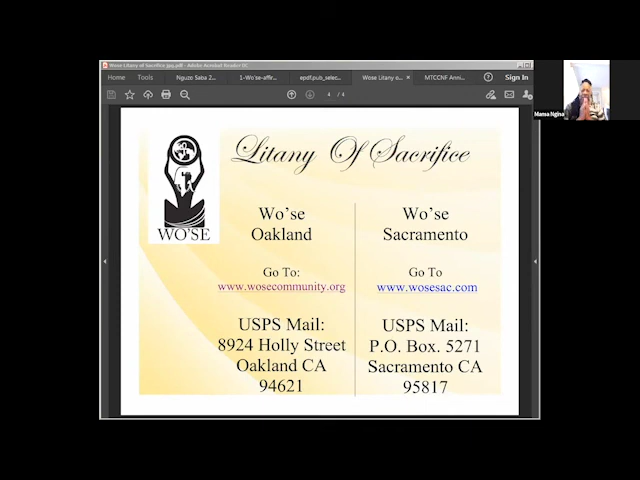 Wose Litany of Sacrifice jpg.pdf - Adobe Acrobat Reader DC
Home Tools Nguzo Saba 2... 1-Wo'se-affir... epdf.pub_selec... Wose Litany o... × MTCCNF Anni... Sign In
4 / 4
Mama Ngina
Litany Of Sacrifice
WO'SE
Wo'se
Oakland
Go To:
www.wosecommunity.org
USPS Mail:
8924 Holly Street
Oakland CA
94621
Wo'se
Sacramento
Go To
www.wosesac.com
USPS Mail:
P.O. Box. 5271
Sacramento CA
95817